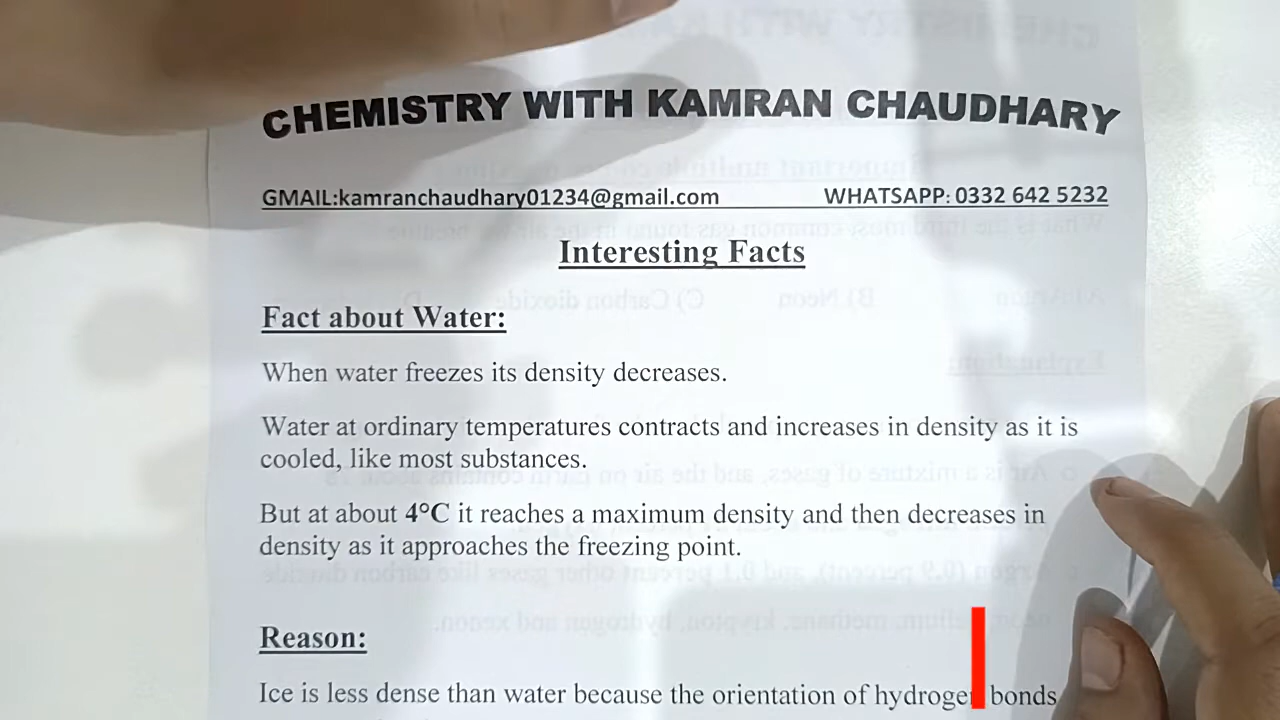 CHEMISTRY WITH KAMRAN CHAUDHARY
GMAIL:kamranchaudhary01234@gmail.com WHATSAPP: 0332 642 5232
Interesting Facts
Fact about Water:
When water freezes its density decreases.
Water at ordinary temperatures contracts and increases in density as it is
cooled, like most substances.
But at about 4°C it reaches a maximum density and then decreases in
density as it approaches the freezing point.
Reason:
Ice is less dense than water because the orientation of hydrogen bonds